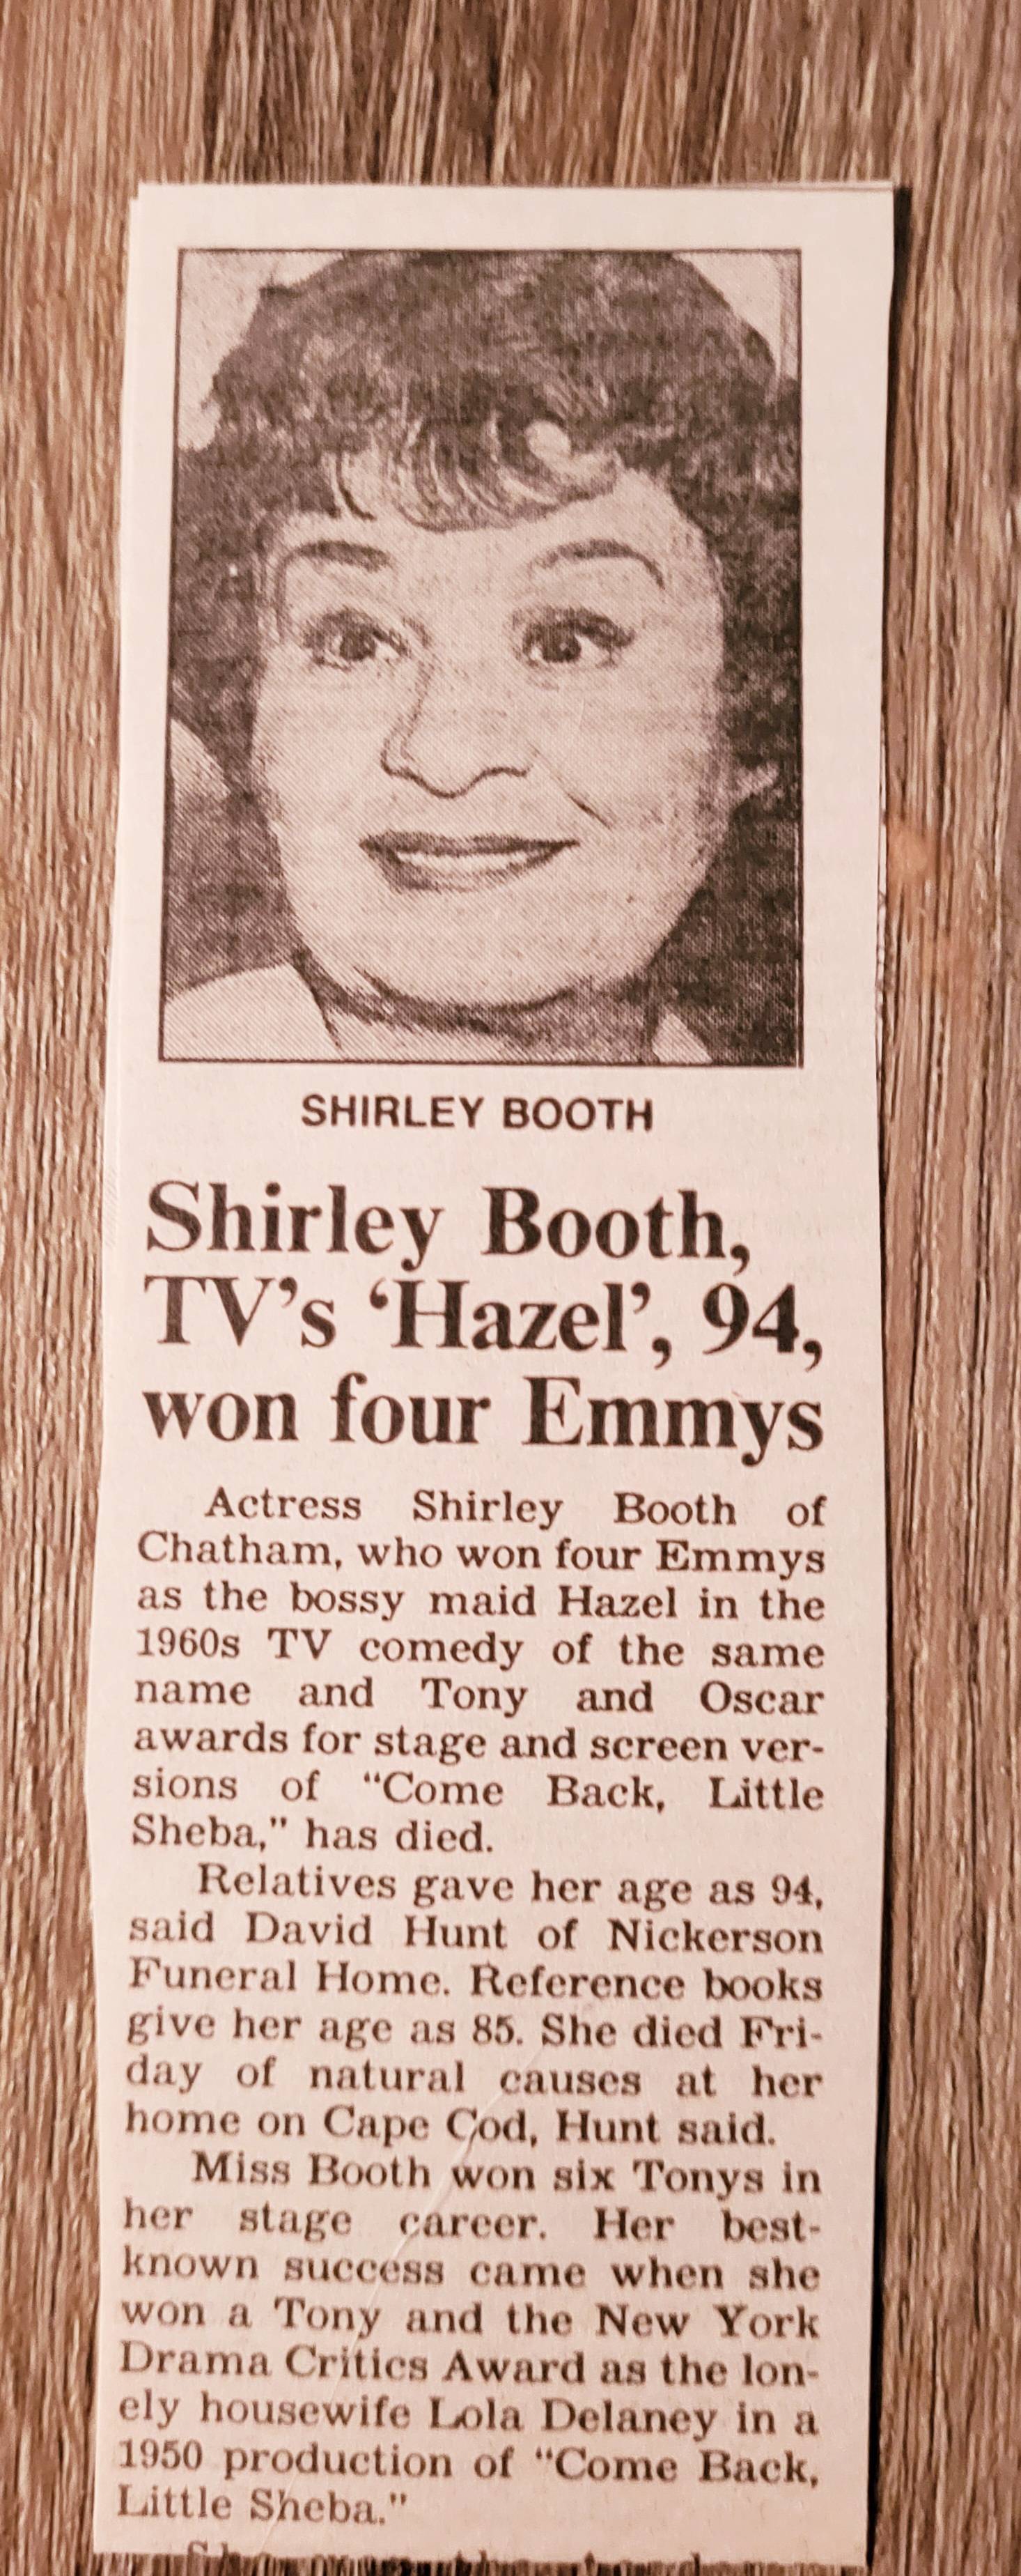 SHIRLEY BOOTH
Shirley Booth,
TV's 'Hazel', 94,
won four Emmys
Actress Shirley Booth of
Chatham, who won four Emmys
as the bossy maid Hazel in the
1960s TV comedy of the same
name and Tony and Oscar
awards for stage and screen ver-
sions of "Come Back, Little
Sheba," has died.
Relatives gave her age as 94,
said David Hunt of Nickerson
Funeral Home. Reference books
give her age as 85. She died Fri-
day of natural causes at her
home on Cape Cod, Hunt said.
Miss Booth won six Tonys in
her stage career. Her best-
known success came when she
won a Tony and the New York
Drama Critics Award as the lon-
ely housewife Lola Delaney in a
1950 production of "Come Back,
Little Sheba."